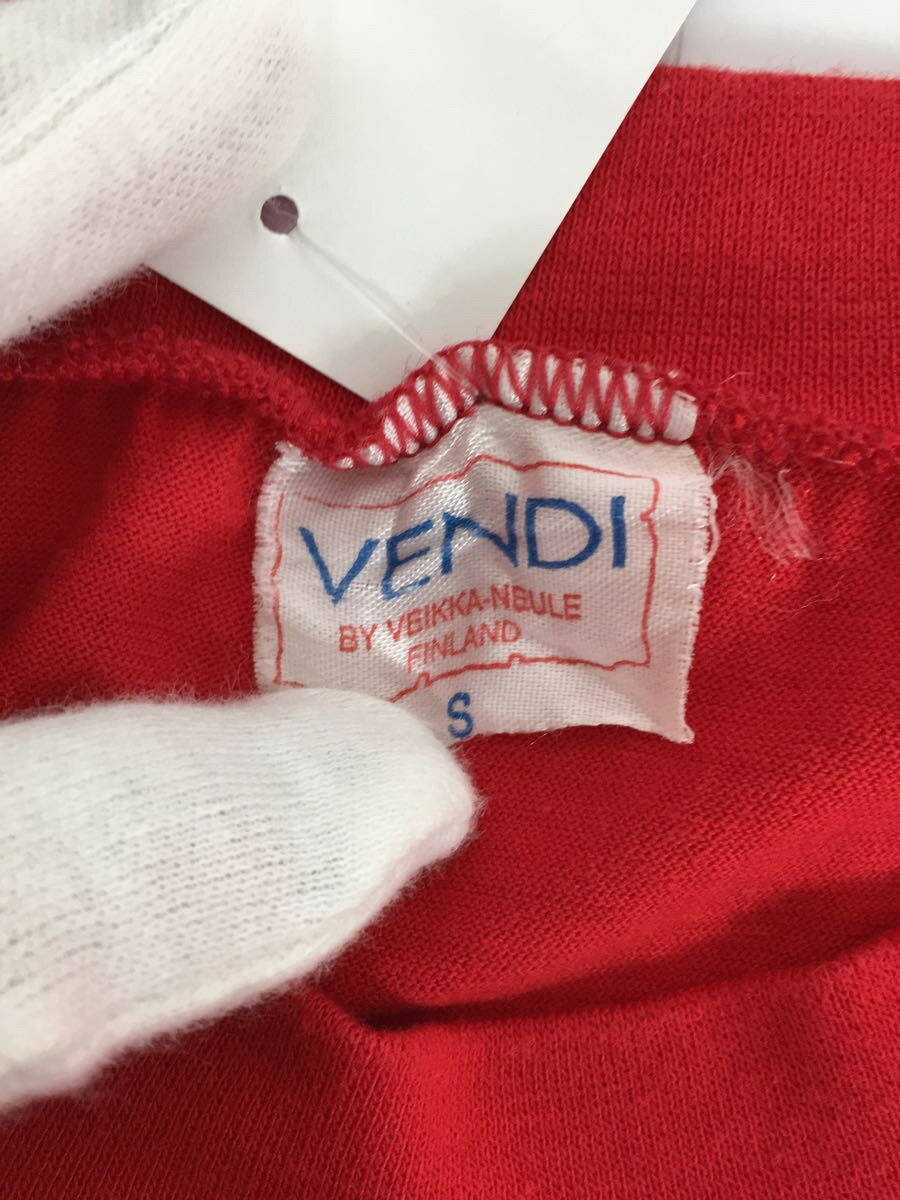 VENDI
BY VEIKKA-NEULE
FINLAND
S